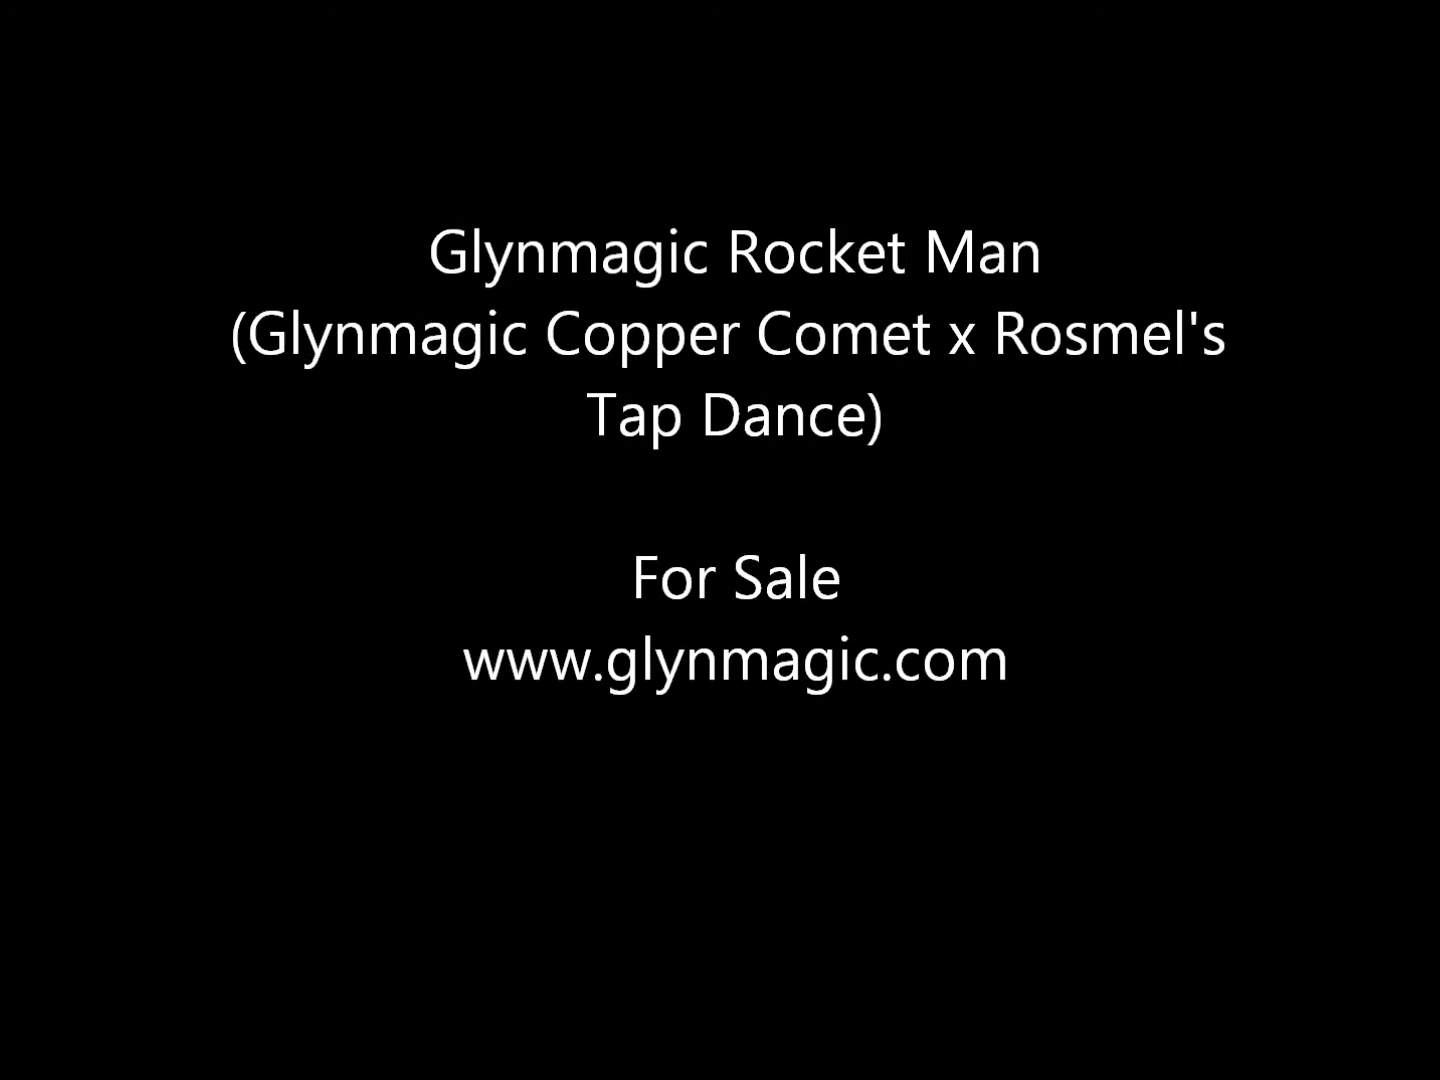 Glynmagic Rocket Man
(Glynmagic Copper Comet x Rosmel's
Tap Dance)
For Sale
www.glynmagic.com